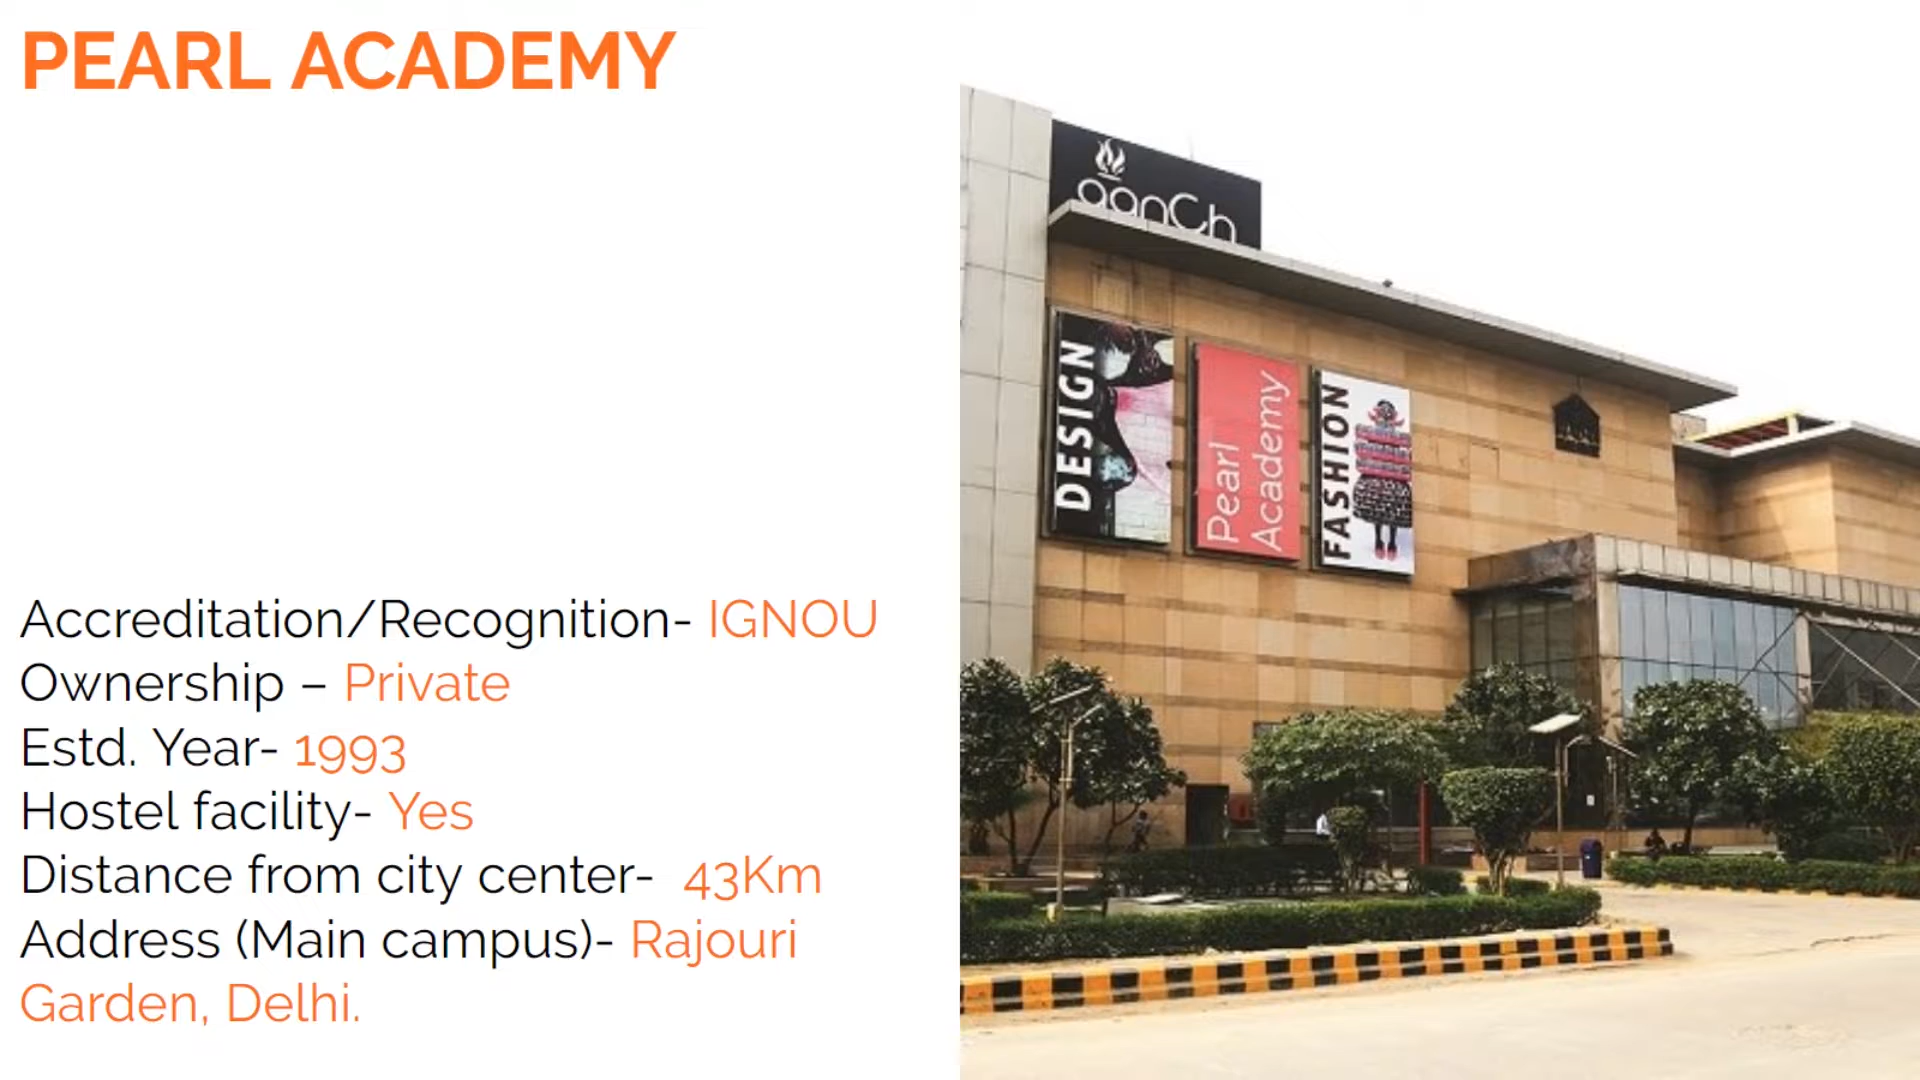 PEARL ACADEMY
Accreditation/Recognition- IGNOU
Ownership – Private
Estd. Year- 1993
Hostel facility- Yes
Distance from city center- 43Km
Address (Main campus)- Rajouri
Garden, Delhi.
aanCh
DESIGN
Pearl
Academy
FASHION